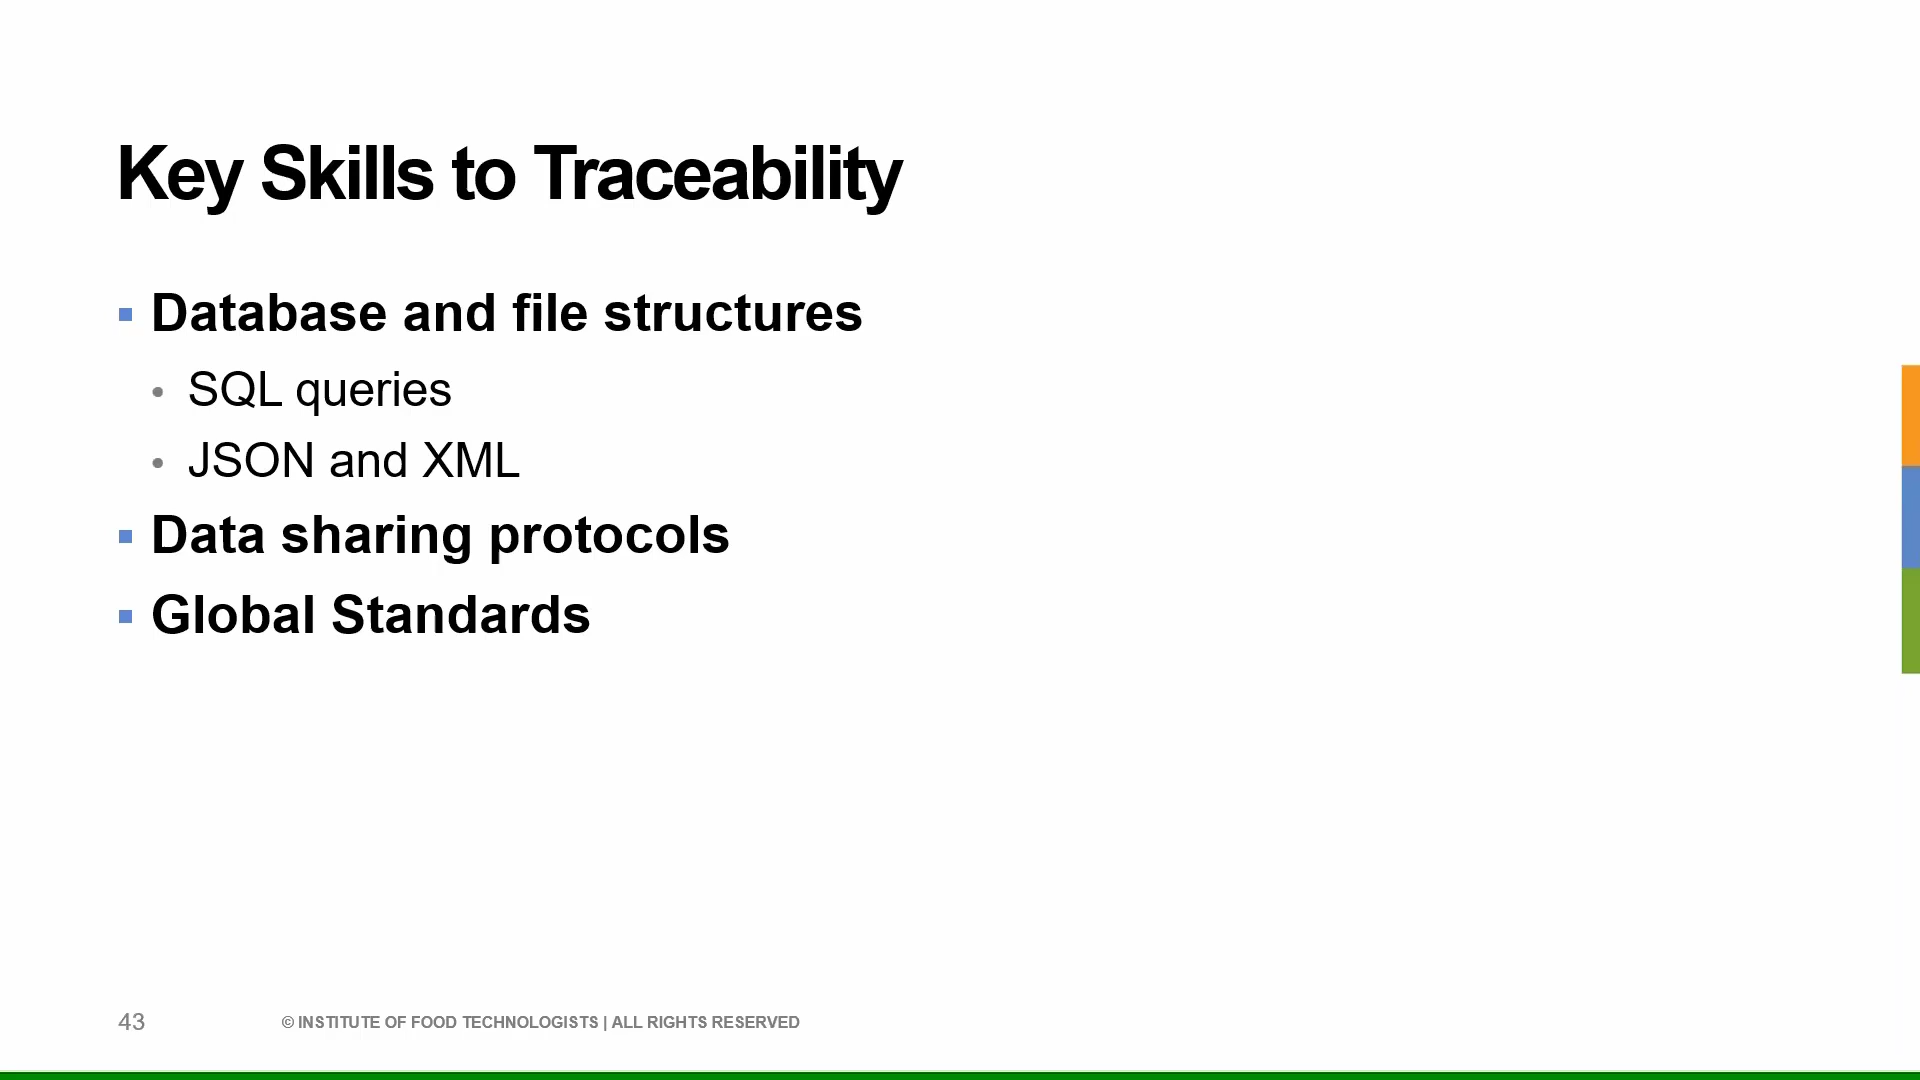 Key Skills to Traceability
Database and file structures
SQL queries
JSON and XML
Data sharing protocols
Global Standards
43
© INSTITUTE OF FOOD TECHNOLOGISTS | ALL RIGHTS RESERVED